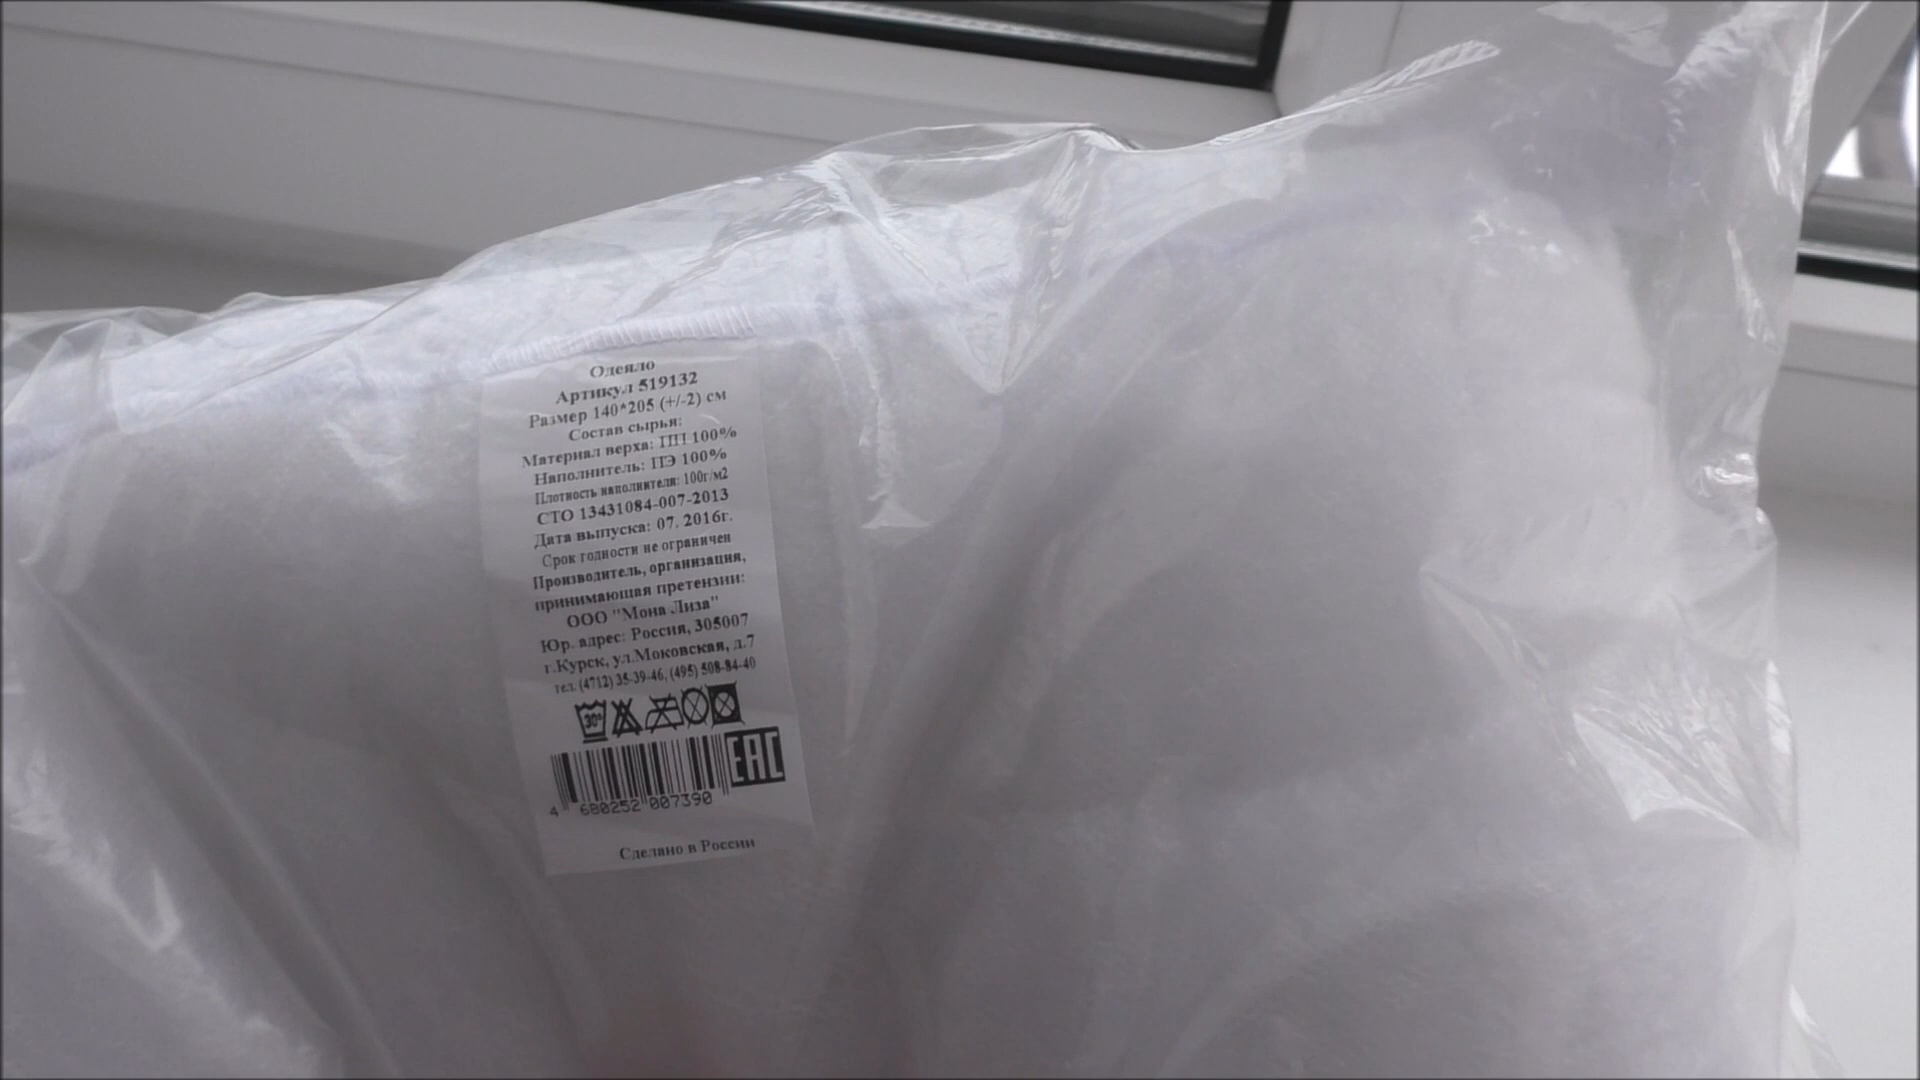 Одеяло
Артикул 519132
Размер 140*205 (+/-2) см
Состав сырья:
Материал верха: ПП 100%
Наполнитель: ПЭ 100%
Плотность наполнителя: 100г/м2
СТО 13431084-007-2013
Дата выпуска: 07. 2016г.
Срок годности не ограничен
Производитель, организация,
принимающая претензии:
ООО "Мона Лиза"
Юр. адрес: Россия, 305007
г.Курск, ул.Моковская, д.7
тел. (4712) 35-39-46, (495) 508-84-40
30°
EAC
4 680252 007390
Сделано в России